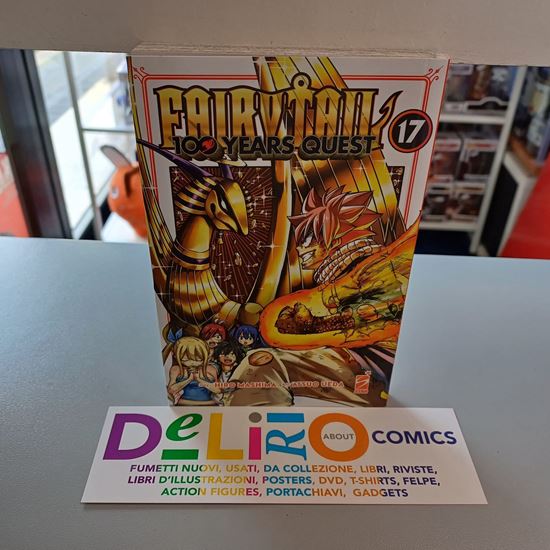 FAIRY TAIL
100 YEARS QUEST
17
HIRO MASHIMA ATSUO UEDA
DeLiRiO ABOUT COMICS
FUMETTI NUOVI, USATI, DA COLLEZIONE, LIBRI, RIVISTE,
LIBRI D'ILLUSTRAZIONI, POSTERS, DVD, T-SHIRTS, FELPE,
ACTION FIGURES, PORTACHIAVI, GADGETS